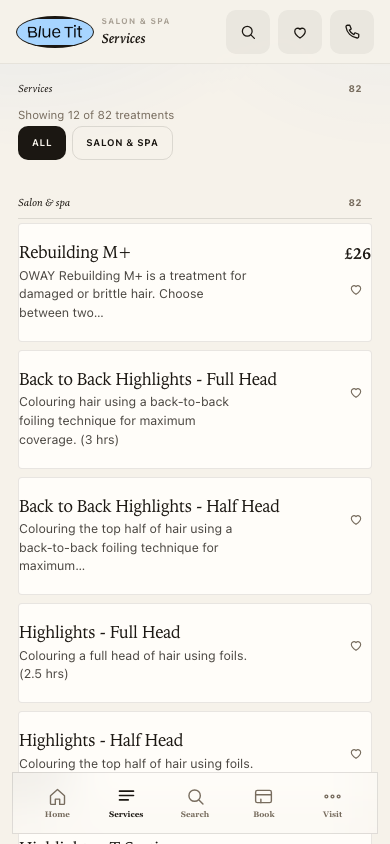 Blue Tit
SALON & SPA
Services
Services
82
Showing 12 of 82 treatments
ALL
SALON & SPA
Salon & spa
82
Rebuilding M+
£26
OWAY Rebuilding M+ is a treatment for
damaged or brittle hair. Choose
between two...
Back to Back Highlights - Full Head
Colouring hair using a back-to-back
foiling technique for maximum
coverage. (3 hrs)
Back to Back Highlights - Half Head
Colouring the top half of hair using a
back-to-back foiling technique for
maximum...
Highlights - Full Head
Colouring a full head of hair using foils.
(2.5 hrs)
Highlights - Half Head
Colouring the top half of hair using foils.
Home
Services
Search
Book
Visit